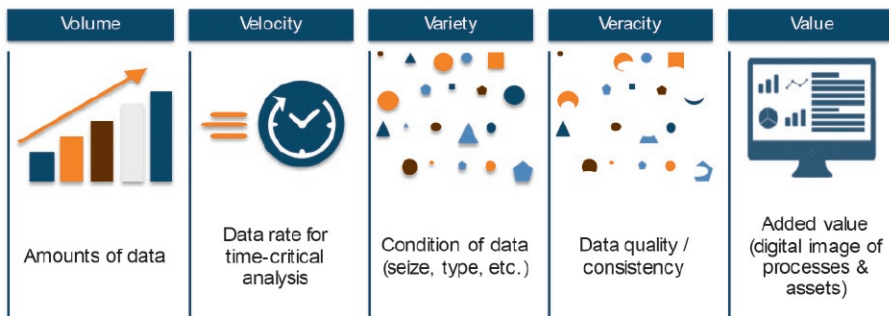 Volume
Velocity
Variety
Veracity
Value
Amounts of data
Data rate for
time-critical
analysis
Condition of data
(seize, type, etc.)
Data quality /
consistency
Added value
(digital image of
processes &
assets)